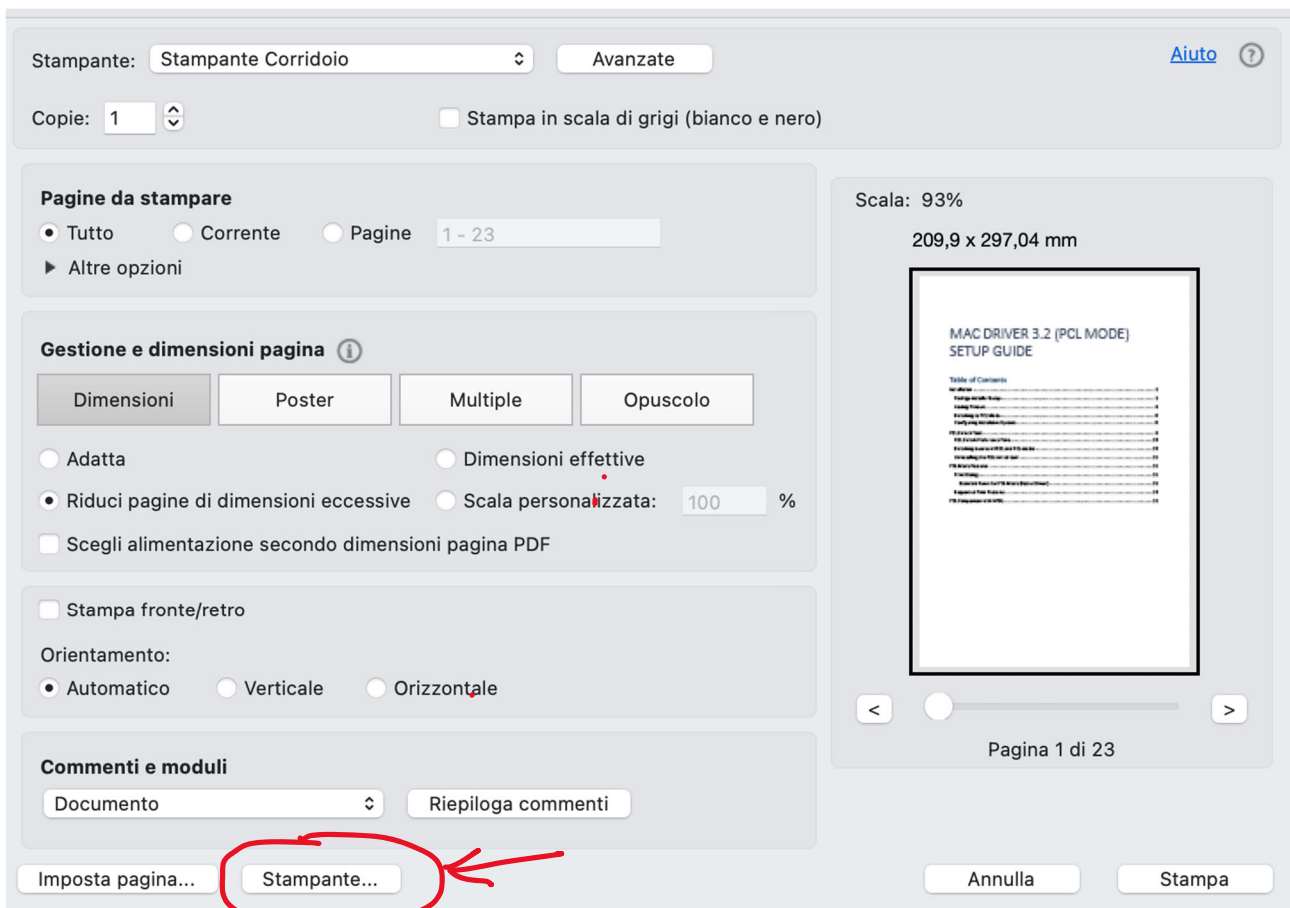 Stampante: Stampante Corridoio Avanzate Aiuto ?
Copie: 1 Stampa in scala di grigi (bianco e nero)
Pagine da stampare
Tutto Corrente Pagine 1 - 23
Altre opzioni
Gestione e dimensioni pagina i
Dimensioni Poster Multiple Opuscolo
Adatta Dimensioni effettive
Riduci pagine di dimensioni eccessive Scala personalizzata: 100 %
Scegli alimentazione secondo dimensioni pagina PDF
Stampa fronte/retro
Orientamento:
Automatico Verticale Orizzontale
Commenti e moduli
Documento Riepiloga commenti
Imposta pagina... Stampante...
Scala: 93%
209,9 x 297,04 mm
MAC DRIVER 3.2 (PCL MODE)
SETUP GUIDE
Table of Contents
< >
Pagina 1 di 23
Annulla Stampa